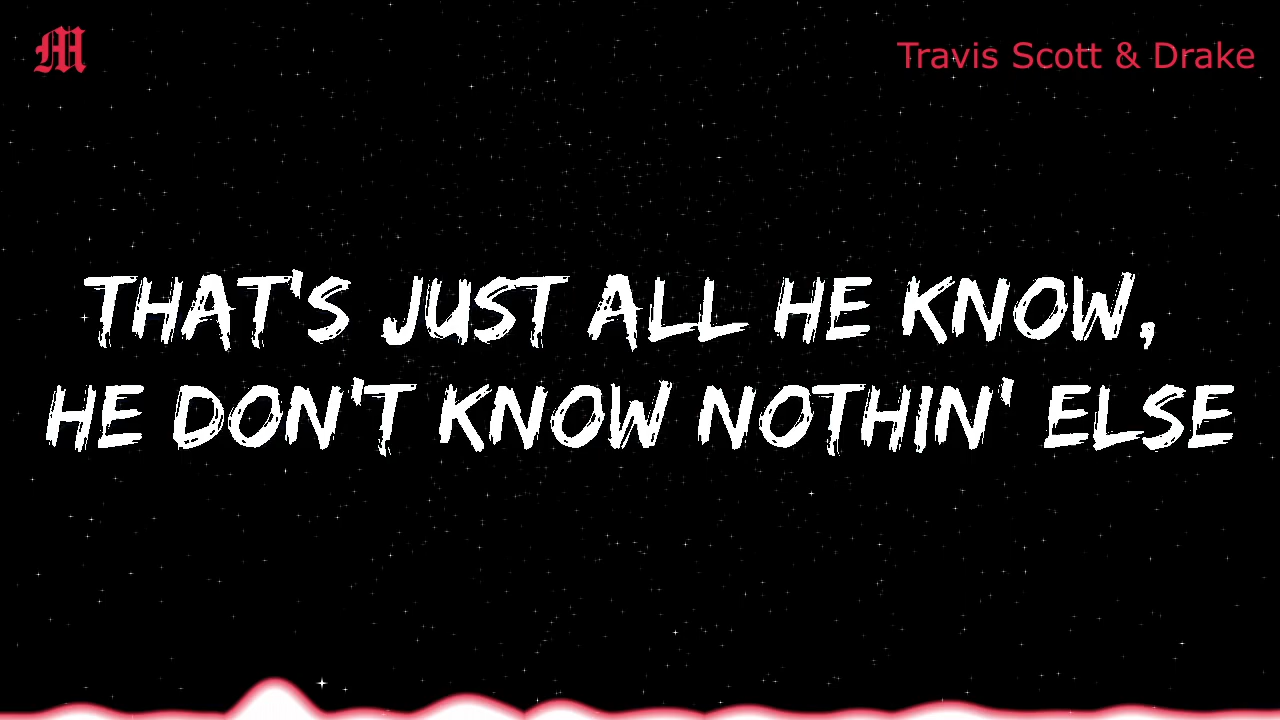 M
Travis Scott & Drake
THAT'S JUST ALL HE KNOW,
HE DON'T KNOW NOTHIN' ELSE